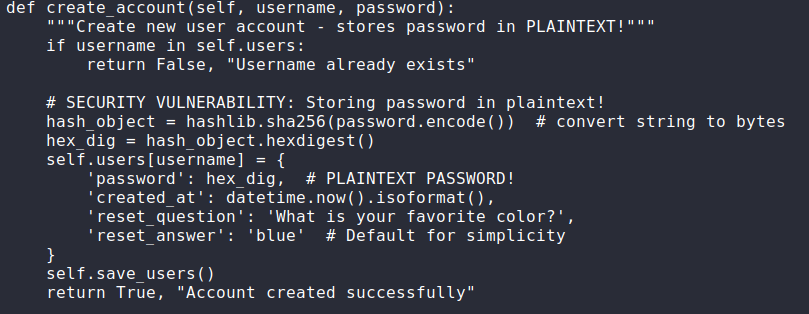 def create_account(self, username, password):
    """Create new user account - stores password in PLAINTEXT!"""
    if username in self.users:
        return False, "Username already exists"

    # SECURITY VULNERABILITY: Storing password in plaintext!
    hash_object = hashlib.sha256(password.encode())  # convert string to bytes
    hex_dig = hash_object.hexdigest()
    self.users[username] = {
        'password': hex_dig,  # PLAINTEXT PASSWORD!
        'created_at': datetime.now().isoformat(),
        'reset_question': 'What is your favorite color?',
        'reset_answer': 'blue'  # Default for simplicity
    }
    self.save_users()
    return True, "Account created successfully"